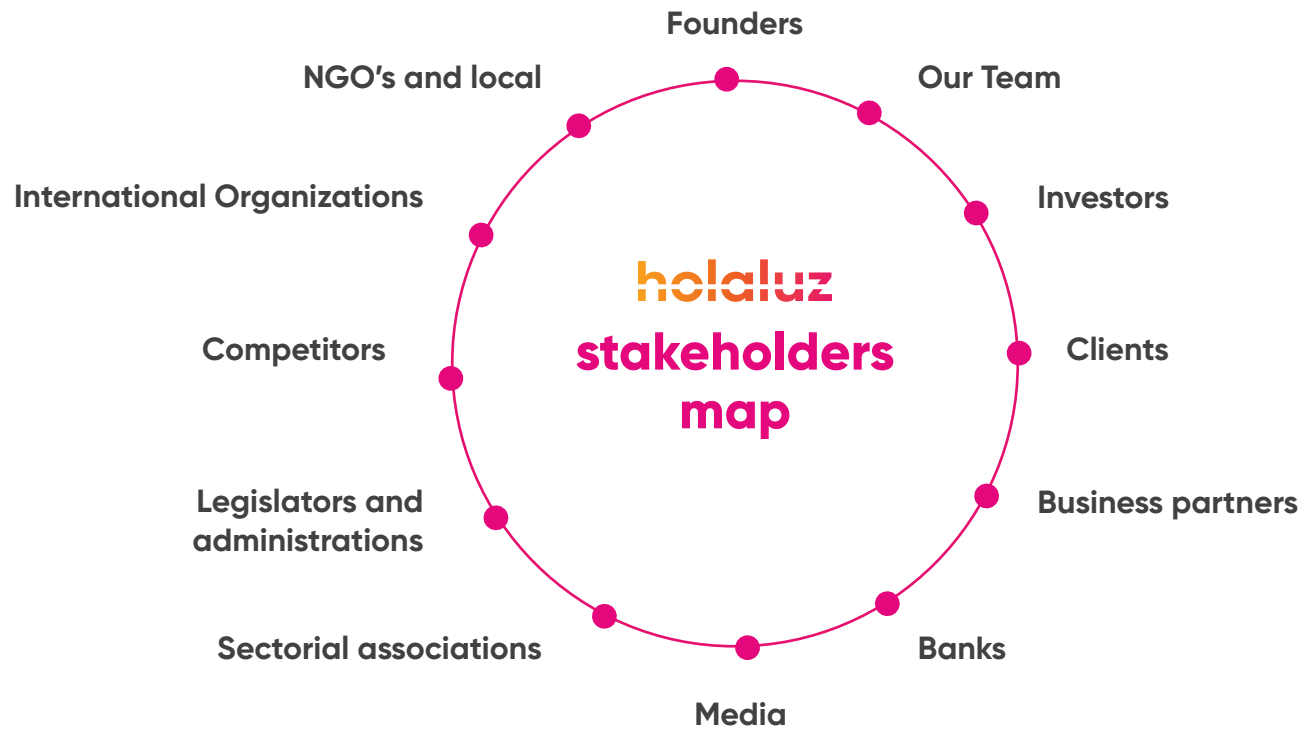 Founders
NGO’s and local
Our Team
International Organizations
Investors
holaluz
stakeholders
map
Competitors
Clients
Legislators and
administrations
Business partners
Sectorial associations
Banks
Media